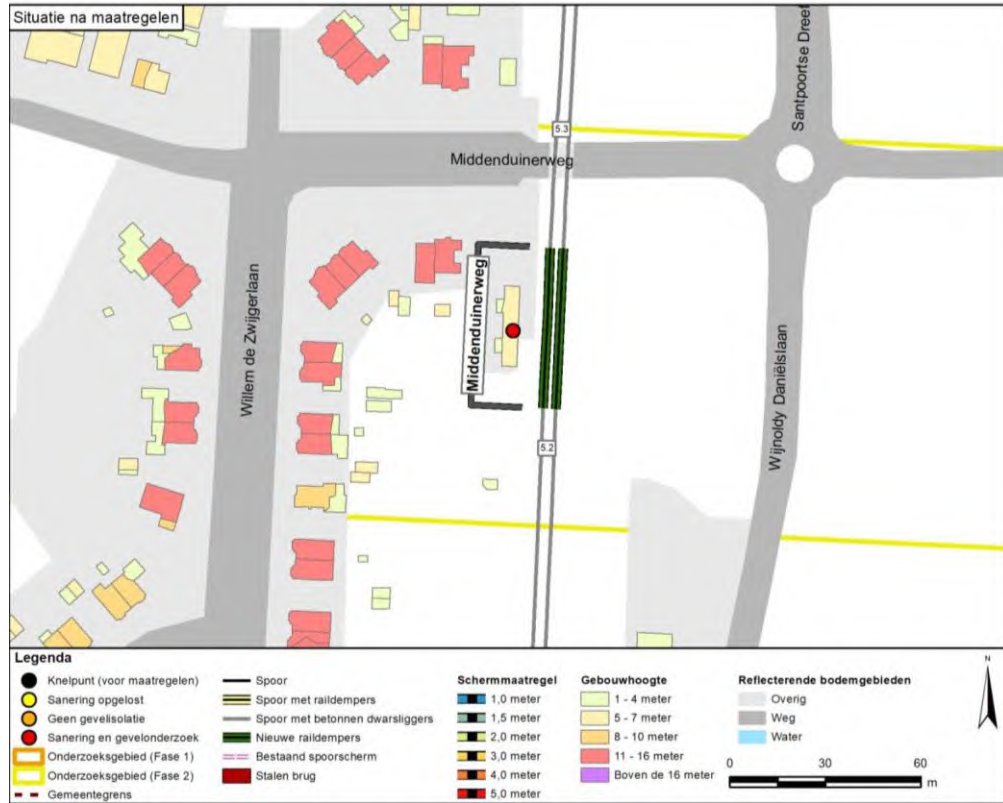 Situatie na maatregelen
Santpoortse Dreef
5.3
Middenduinerweg
Willem de Zwijgerlaan
Middenduinerweg
Wijnoldy Daniëlslaan
5.2
Legenda
Knelpunt (voor maatregelen)
Sanering opgelost
Geen gevelisolatie
Sanering en gevelonderzoek
Onderzoeksgebied (Fase 1)
Onderzoeksgebied (Fase 2)
Gemeentegrens
Spoor
Spoor met raildempers
Spoor met betonnen dwarsliggers
Nieuwe raildempers
Bestaand spoorscherm
Stalen brug
Schermmaatregel
1,0 meter
1,5 meter
2,0 meter
3,0 meter
4,0 meter
5,0 meter
Gebouwhoogte
1 - 4 meter
5 - 7 meter
8 - 10 meter
11 - 16 meter
Boven de 16 meter
Reflecterende bodemgebieden
Overig
Weg
Water
N
0 30 60
m